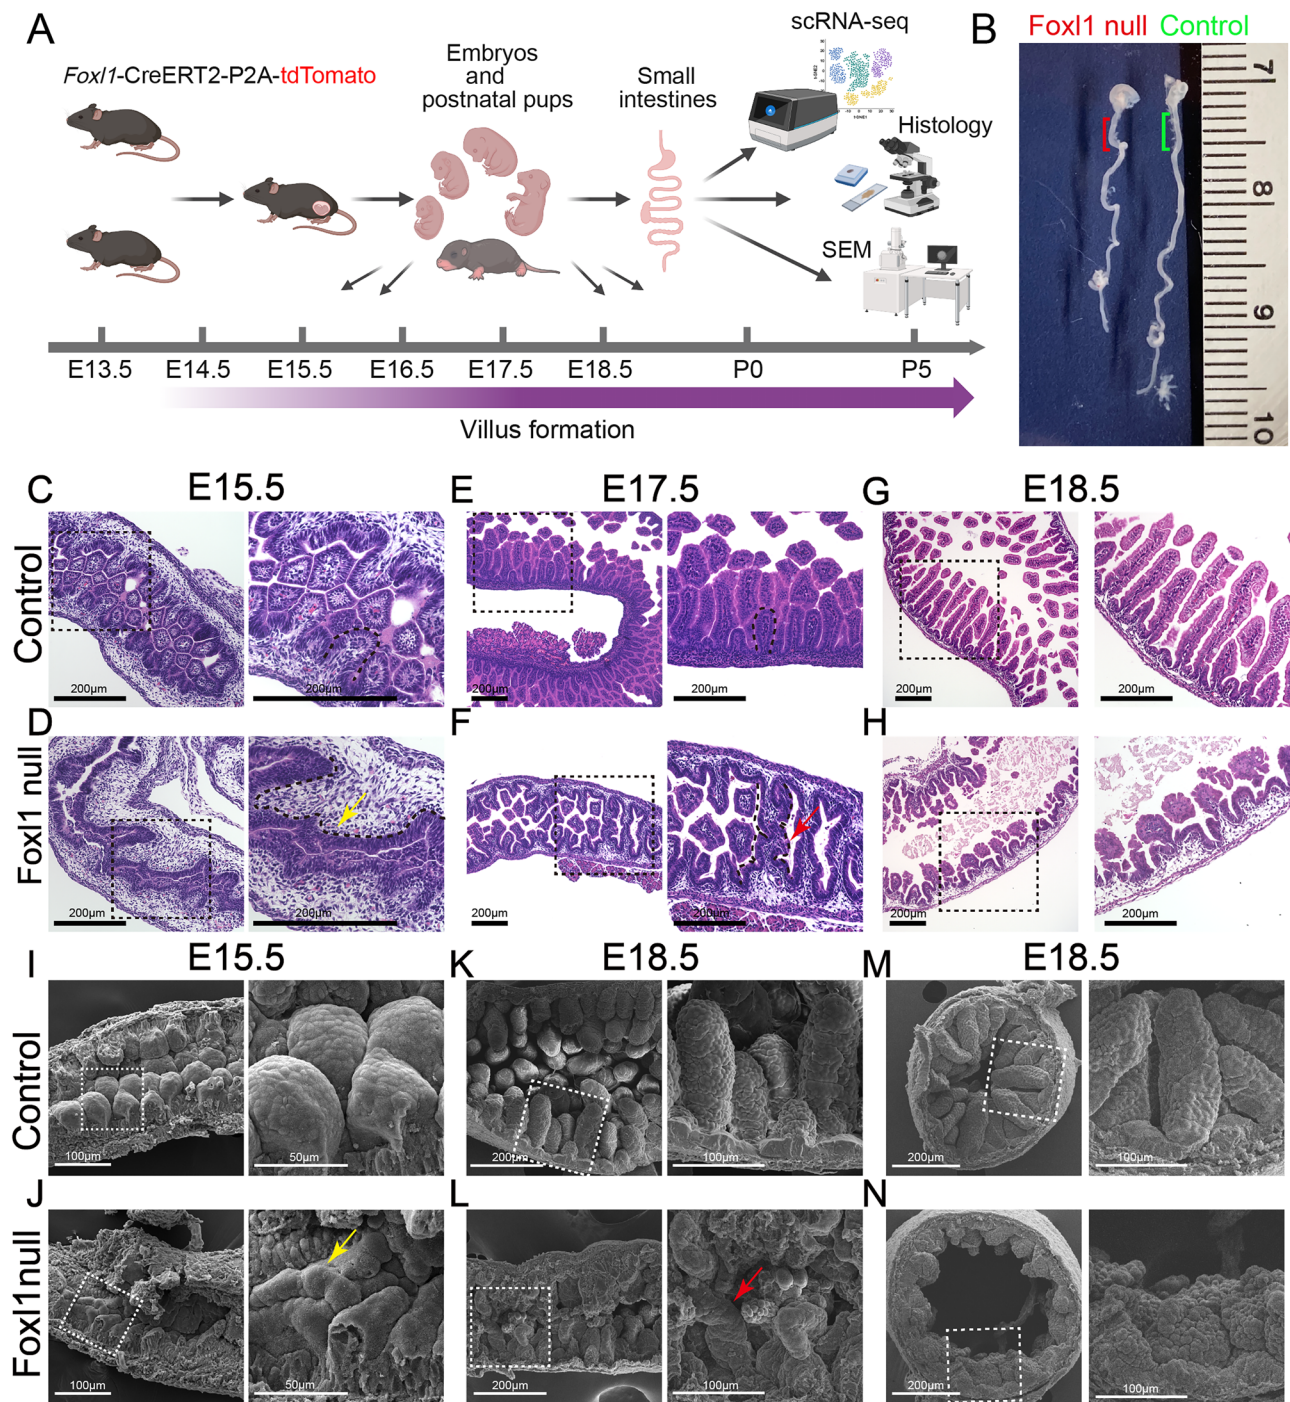 A
Foxl1-CreERT2-P2A-tdTomato
Embryos
and
postnatal pups
Small
intestines
scRNA-seq
t-SNE1
Histology
SEM
E13.5 E14.5 E15.5 E16.5 E17.5 E18.5 P0 P5
Villus formation
B
Foxl1 null Control
7
8
9
10
C E15.5 E E17.5 G E18.5
Control
200µm 200µm 200µm 200µm 200µm 200µm
D F H
Foxl1 null
200µm 200µm 200µm 200µm 200µm 200µm
I E15.5 K E18.5 M E18.5
Control
100µm 50µm 200µm 100µm 200µm 100µm
J L N
Foxl1null
100µm 50µm 200µm 100µm 200µm 100µm